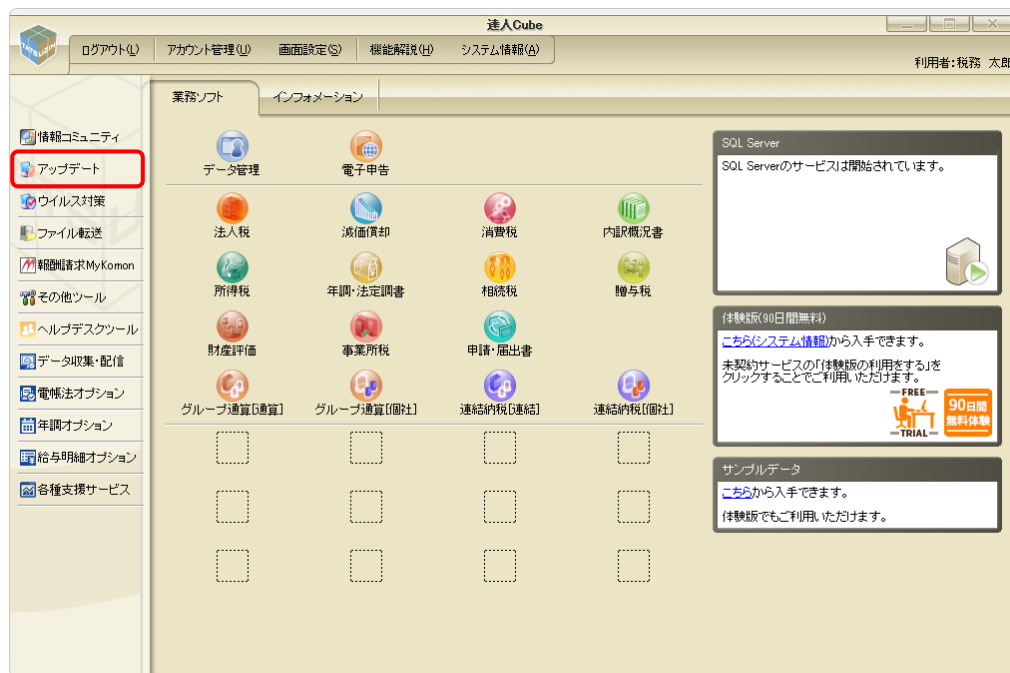 達人Cube
TATSUZIN
ログアウト(L)
アカウント管理(U)
画面設定(S)
機能解説(H)
システム情報(A)
利用者:税務 太郎
業務ソフト
インフォメーション
情報コミュニティ
アップデート
ウイルス対策
ファイル転送
報酬請求MyKomon
その他ツール
ヘルプデスクツール
データ収集・配信
電帳法オプション
年調オプション
給与明細オプション
各種支援サービス
データ管理
電子申告
法人税
減価償却
消費税
内訳概況書
所得税
年調・法定調書
相続税
贈与税
財産評価
事業所税
申請・届出書
グループ通算[通算]
グループ通算[個社]
連結納税[連結]
連結納税[個社]
SQL Server
SQL Serverのサービスは開始されています。
体験版(90日間無料)
こちら(システム情報)から入手できます。
未契約サービスの「体験版の利用をする」を
クリックすることでご利用いただけます。
FREE
TRIAL
90日間
無料体験
サンプルデータ
こちらから入手できます。
体験版でもご利用いただけます。